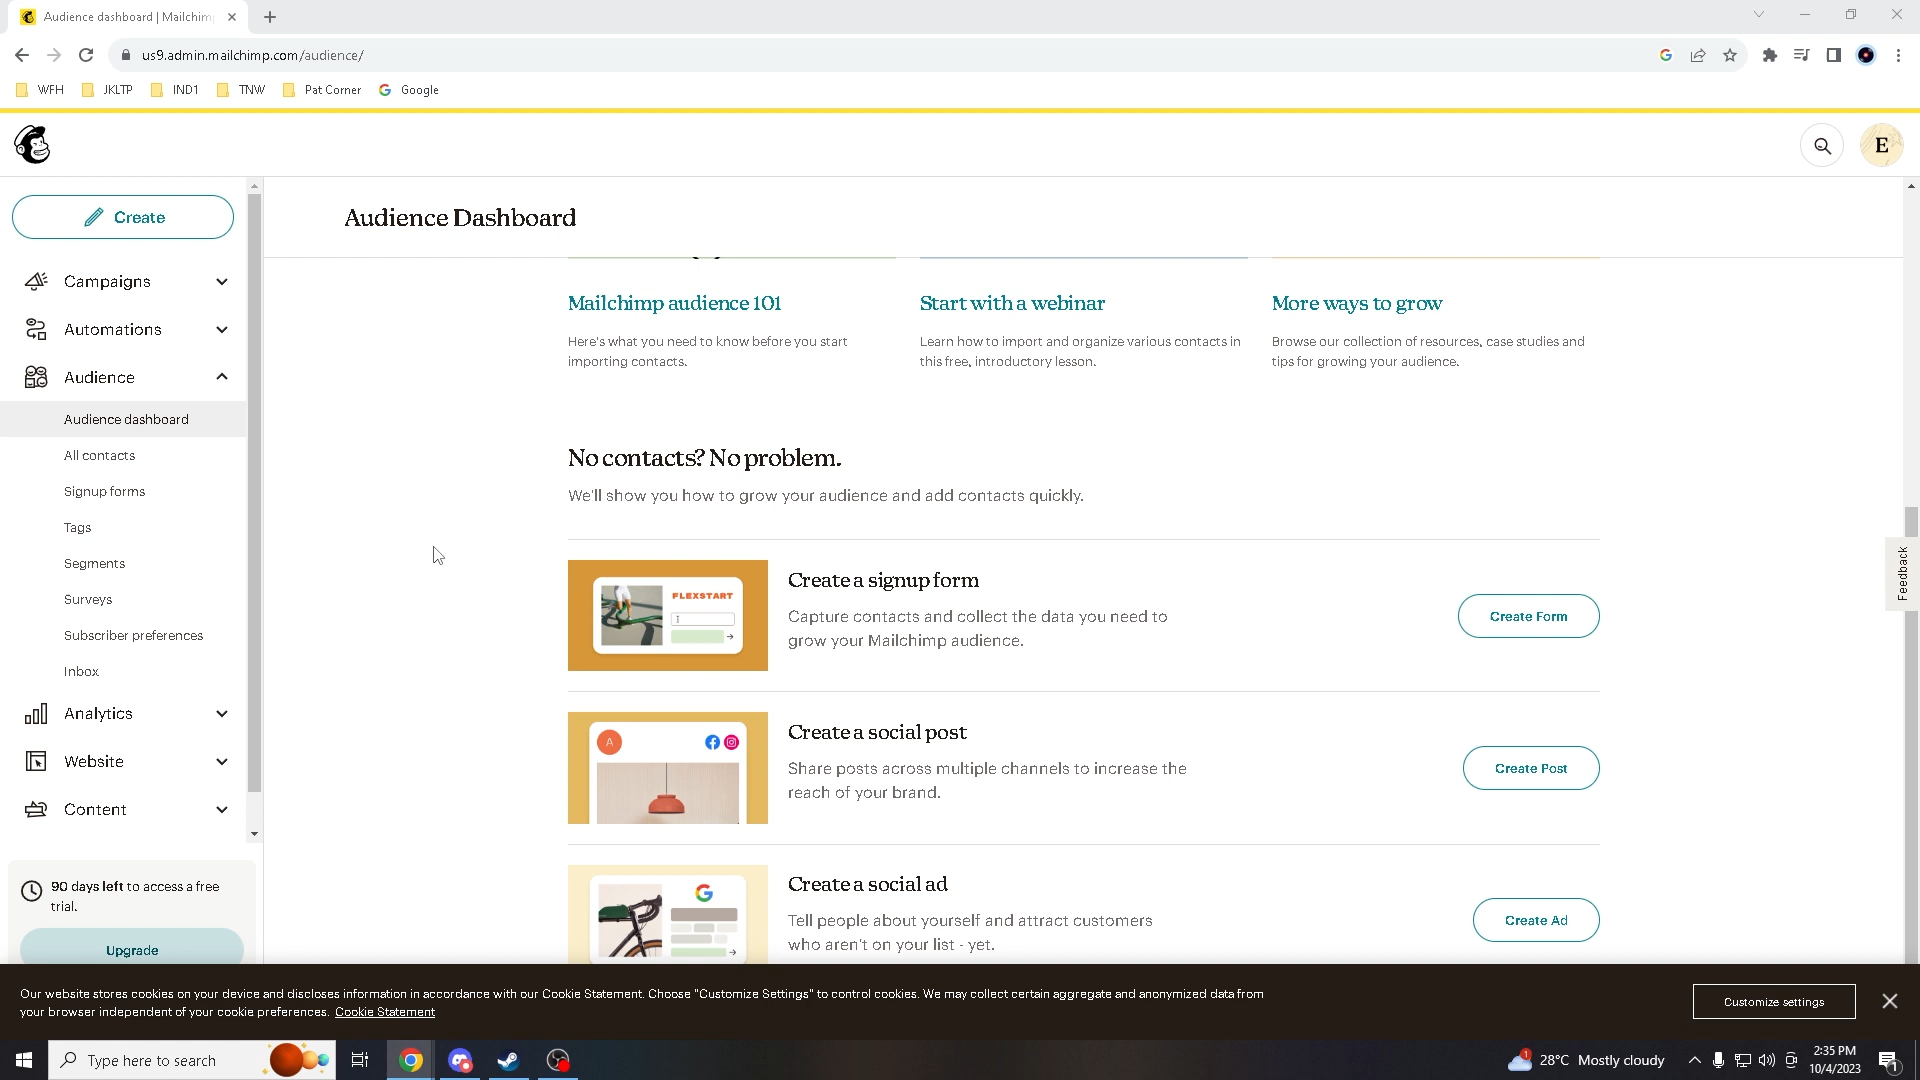 Audience dashboard | Mailchimp
us9.admin.mailchimp.com/audience/
WFH
JKLTP
IND1
TNW
Pat Corner
Google
E
Create
Campaigns
Automations
Audience
Audience dashboard
All contacts
Signup forms
Tags
Segments
Surveys
Subscriber preferences
Inbox
Analytics
Website
Content
90 days left to access a free
trial.
Upgrade
Audience Dashboard
Mailchimp audience 101
Here's what you need to know before you start
importing contacts.
Start with a webinar
Learn how to import and organize various contacts in
this free, introductory lesson.
More ways to grow
Browse our collection of resources, case studies and
tips for growing your audience.
No contacts? No problem.
We'll show you how to grow your audience and add contacts quickly.
FLEXSTART
Create a signup form
Capture contacts and collect the data you need to
grow your Mailchimp audience.
Create Form
A
Create a social post
Share posts across multiple channels to increase the
reach of your brand.
Create Post
Create a social ad
Tell people about yourself and attract customers
who aren't on your list - yet.
Create Ad
Feedback
Our website stores cookies on your device and discloses information in accordance with our Cookie Statement. Choose "Customize Settings" to control cookies. We may collect certain aggregate and anonymized data from
your browser independent of your cookie preferences. Cookie Statement
Customize settings
Type here to search
1
28°C Mostly cloudy
2:35 PM
10/4/2023
1